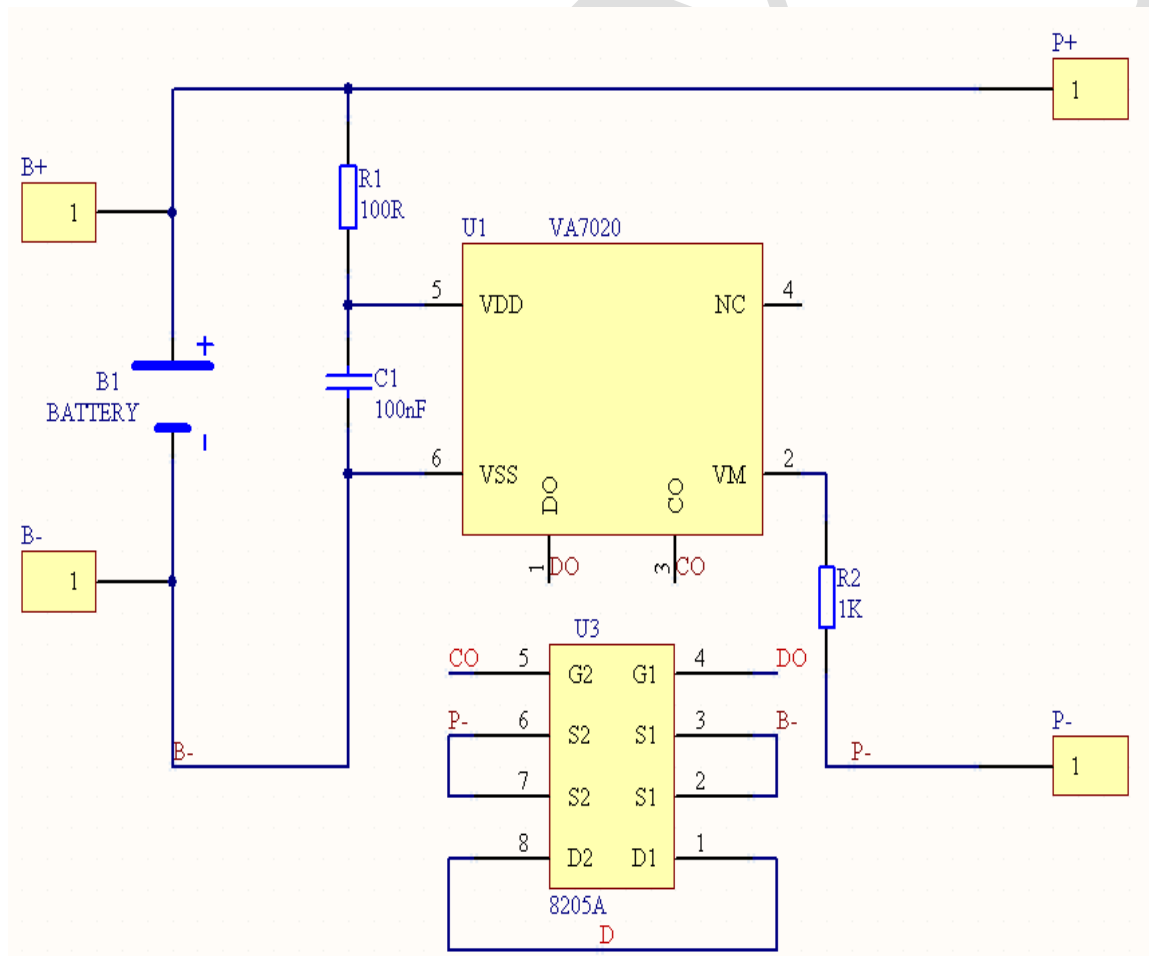 P+
1
B+
1
R1
100R
U1 VA7020
5 VDD NC 4
+
B1
BATTERY
-
C1
100nF
6 VSS DO CO VM 2
B-
1
1 DO 3 CO
R2
1K
U3
CO 5 G2 G1 4 DO
P- 6 S2 S1 3 B-
7 S2 S1 2
8 D2 D1 1
8205A
D
B-
P-
P-
1